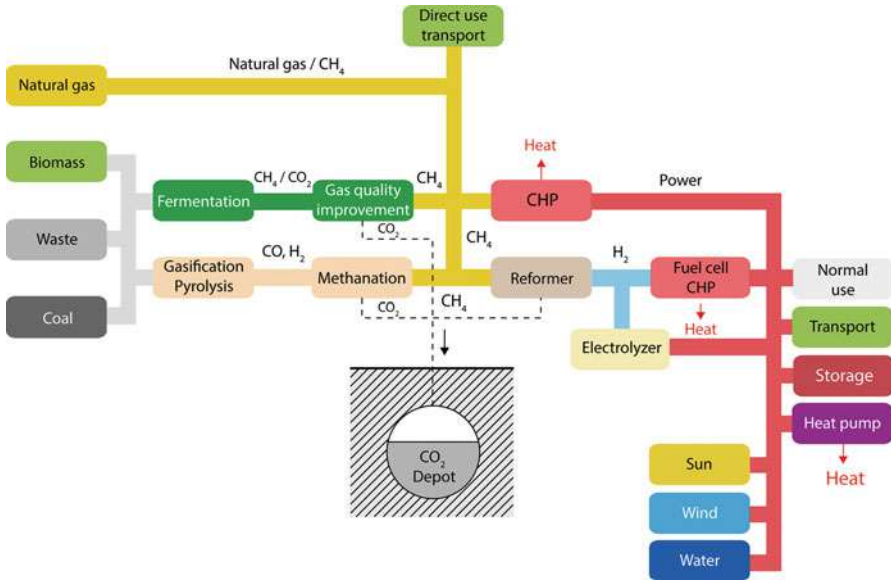 Direct use
transport
Natural gas / CH₄
Natural gas
Heat
Biomass
CH₄ / CO₂
CH₄
Power
Fermentation
Gas quality
improvement
CHP
Waste
CO₂
CH₄
CO, H₂
H₂
Gasification
Pyrolysis
Methanation
Reformer
Fuel cell
CHP
Normal
use
Coal
CO₂
CH₄
Heat
Transport
Electrolyzer
Storage
Heat pump
CO₂
Depot
Sun
Heat
Wind
Water